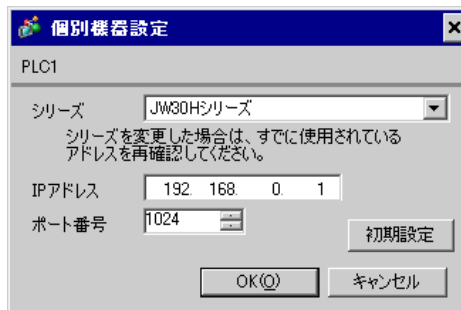 個別機器設定
PLC1
シリーズ JW30Hシリーズ
シリーズを変更した場合は、すでに使用されている
アドレスを再確認してください。
IPアドレス 192. 168. 0. 1
ポート番号 1024
初期設定
OK(O) キャンセル